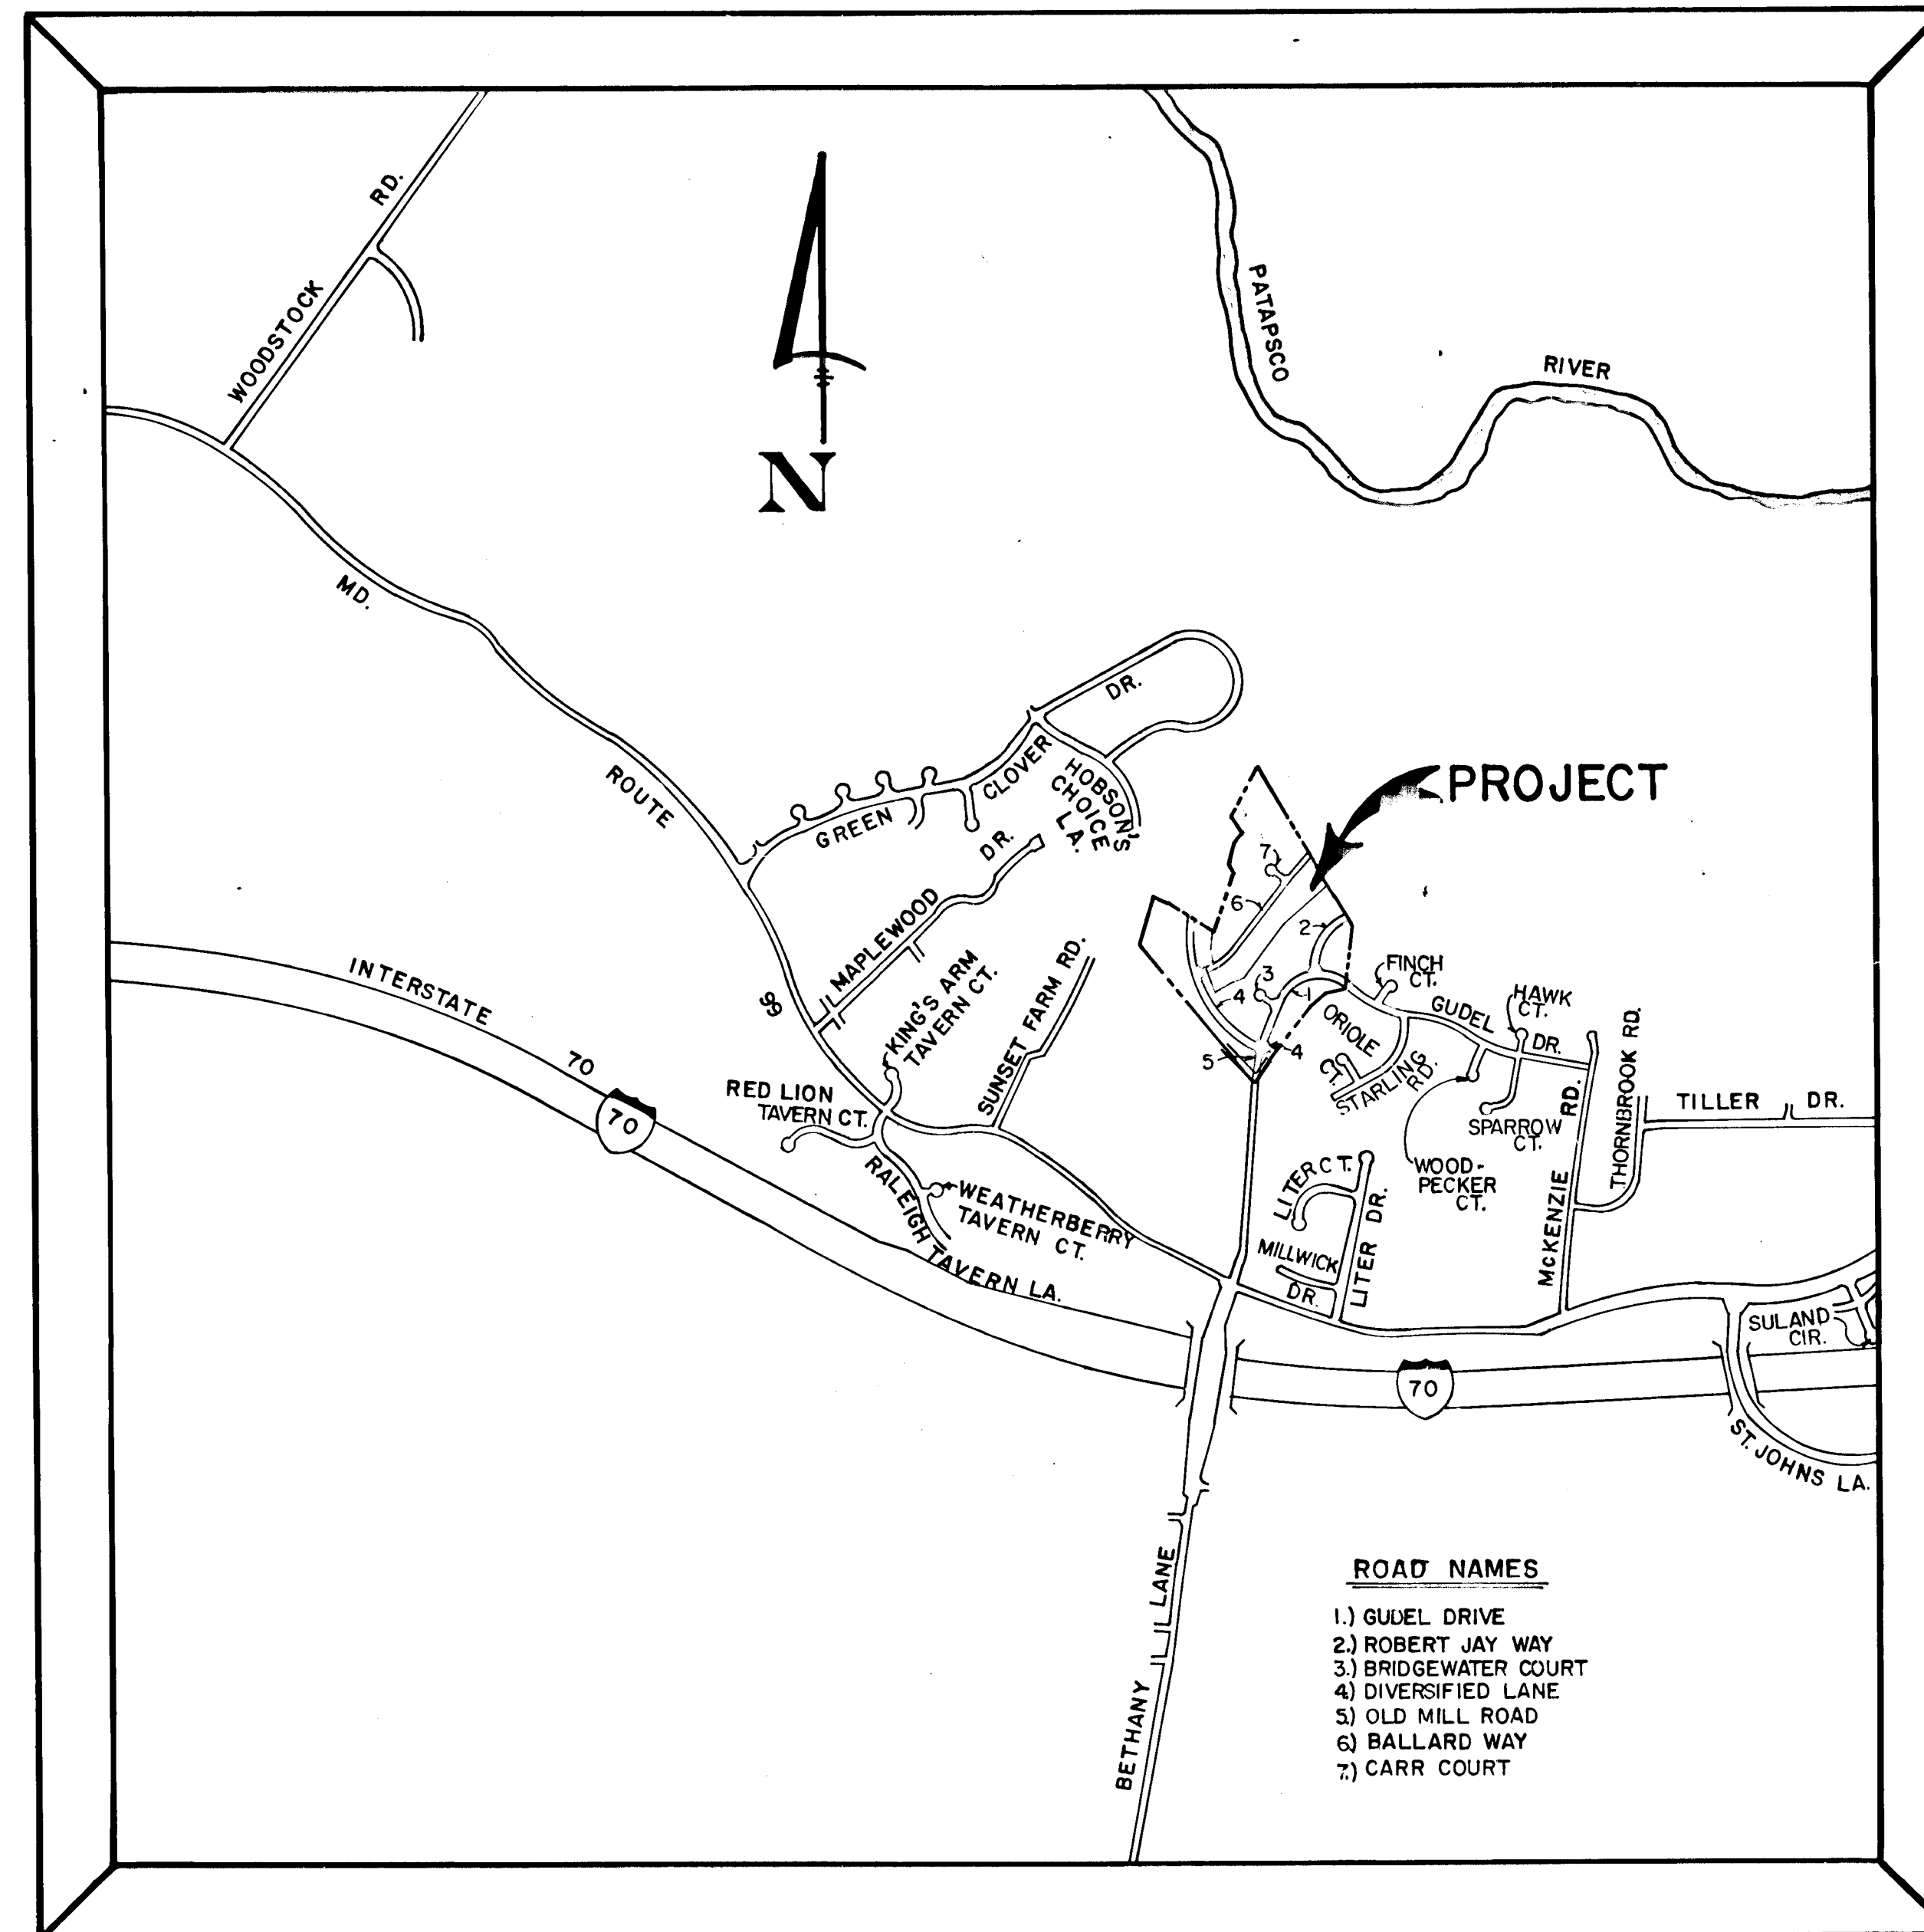 WOODSTOCK RD.
PATAPSCO
RIVER
N
MD.
ROUTE
99
DR.
CLOVER
GREEN
HOBSON'S
CHOICE
LA.
PROJECT
DR.
MAPLEWOOD
7
6
2
3
4
1
5
4
INTERSTATE
70
70
KING'S ARM
TAVERN CT.
SUNSET FARM RD.
RED LION
TAVERN CT.
RALEIGH TAVERN LA.
WEATHERBERRY
TAVERN CT.
FINCH
CT.
GUDEL
DR.
HAWK
CT.
ORIOLE
CT.
STARLING
RD.
SPARROW
CT.
WOOD-
PECKER
CT.
McKENZIE RD.
THORNBROOK RD.
TILLER DR.
LITER CT.
LITER DR.
MILLWICK
DR.
SULAND
CIR.
70
ST. JOHNS LA.
BETHANY LANE
ROAD NAMES
1.) GUDEL DRIVE
2.) ROBERT JAY WAY
3.) BRIDGEWATER COURT
4.) DIVERSIFIED LANE
5.) OLD MILL ROAD
6.) BALLARD WAY
7.) CARR COURT